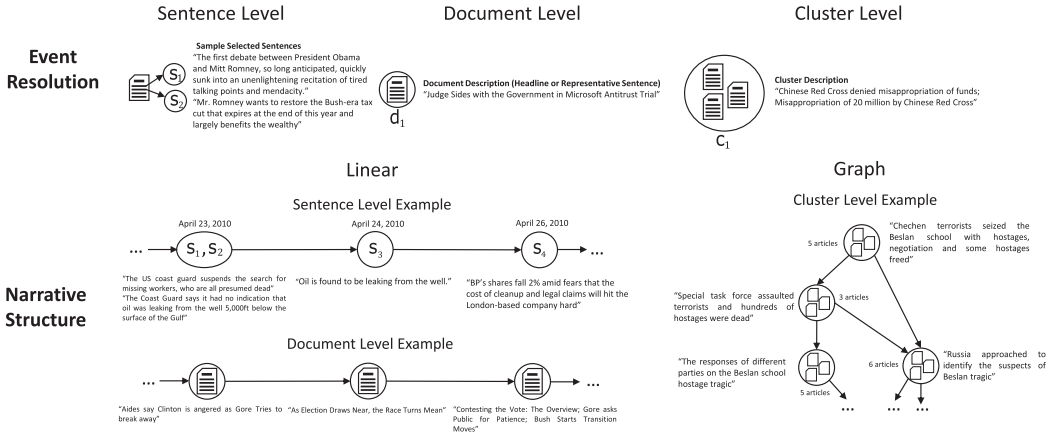 Sentence Level
Document Level
Cluster Level
Event
Resolution
Sample Selected Sentences
S1
S2
“The first debate between President Obama
and Mitt Romney, so long anticipated, quickly
sunk into an unenlightening recitation of tired
talking points and mendacity.”
“Mr. Romney wants to restore the Bush-era tax
cut that expires at the end of this year and
largely benefits the wealthy”
d1
Document Description (Headline or Representative Sentence)
“Judge Sides with the Government in Microsoft Antitrust Trial”
c1
Cluster Description
“Chinese Red Cross denied misappropriation of funds;
Misappropriation of 20 million by Chinese Red Cross”
Narrative
Structure
Linear
Sentence Level Example
April 23, 2010
April 24, 2010
April 26, 2010
...
S1, S2
S3
S4
...
“The US coast guard suspends the search for
missing workers, who are all presumed dead”
“The Coast Guard says it had no indication that
oil was leaking from the well 5,000ft below the
surface of the Gulf”
“Oil is found to be leaking from the well.”
“BP’s shares fall 2% amid fears that the
cost of cleanup and legal claims will hit the
London-based company hard”
Document Level Example
...
...
“Aides say Clinton is angered as Gore Tries to
break away”
“As Election Draws Near, the Race Turns Mean”
“Contesting the Vote: The Overview; Gore asks
Public for Patience; Bush Starts Transition
Moves”
Graph
Cluster Level Example
5 articles
“Chechen terrorists seized the
Beslan school with hostages,
negotiation and some hostages
freed”
“Special task force assaulted
terrorists and hundreds of
hostages were dead”
3 articles
“The responses of different
parties on the Beslan school
hostage tragic”
5 articles
6 articles
“Russia approached to
identify the suspects of
Beslan tragic”
...
...
...